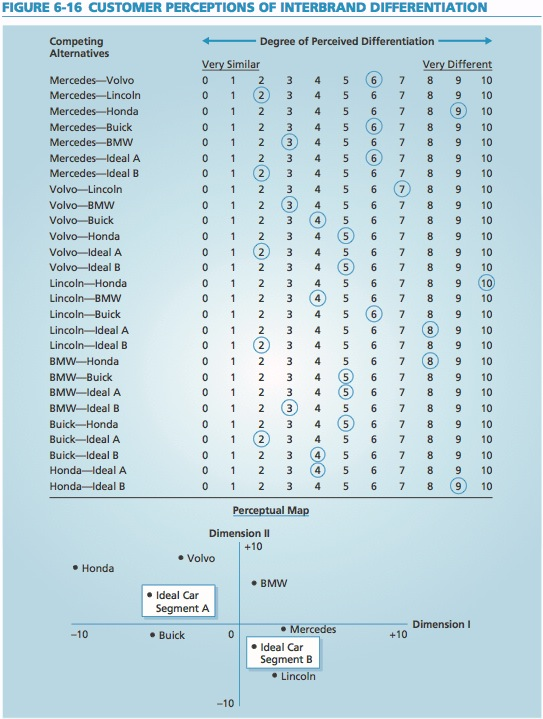 FIGURE 6-16 CUSTOMER PERCEPTIONS OF INTERBRAND DIFFERENTIATION
Competing Degree of Perceived Differentiation
Alternatives
Very Similar Very Different
Mercedes—Volvo 0 1 2 3 4 5 6 7 8 9 10
Mercedes—Lincoln 0 1 2 3 4 5 6 7 8 9 10
Mercedes—Honda 0 1 2 3 4 5 6 7 8 9 10
Mercedes—Buick 0 1 2 3 4 5 6 7 8 9 10
Mercedes—BMW 0 1 2 3 4 5 6 7 8 9 10
Mercedes—Ideal A 0 1 2 3 4 5 6 7 8 9 10
Mercedes—Ideal B 0 1 2 3 4 5 6 7 8 9 10
Volvo—Lincoln 0 1 2 3 4 5 6 7 8 9 10
Volvo—BMW 0 1 2 3 4 5 6 7 8 9 10
Volvo—Buick 0 1 2 3 4 5 6 7 8 9 10
Volvo—Honda 0 1 2 3 4 5 6 7 8 9 10
Volvo—Ideal A 0 1 2 3 4 5 6 7 8 9 10
Volvo—Ideal B 0 1 2 3 4 5 6 7 8 9 10
Lincoln—Honda 0 1 2 3 4 5 6 7 8 9 10
Lincoln—BMW 0 1 2 3 4 5 6 7 8 9 10
Lincoln—Buick 0 1 2 3 4 5 6 7 8 9 10
Lincoln—Ideal A 0 1 2 3 4 5 6 7 8 9 10
Lincoln—Ideal B 0 1 2 3 4 5 6 7 8 9 10
BMW—Honda 0 1 2 3 4 5 6 7 8 9 10
BMW—Buick 0 1 2 3 4 5 6 7 8 9 10
BMW—Ideal A 0 1 2 3 4 5 6 7 8 9 10
BMW—Ideal B 0 1 2 3 4 5 6 7 8 9 10
Buick—Honda 0 1 2 3 4 5 6 7 8 9 10
Buick—Ideal A 0 1 2 3 4 5 6 7 8 9 10
Buick—Ideal B 0 1 2 3 4 5 6 7 8 9 10
Honda—Ideal A 0 1 2 3 4 5 6 7 8 9 10
Honda—Ideal B 0 1 2 3 4 5 6 7 8 9 10
Perceptual Map
Dimension II
+10
• Volvo
• Honda
• BMW
• Ideal Car
Segment A
Dimension I
-10 • Buick 0 • Mercedes +10
• Ideal Car
Segment B
• Lincoln
-10